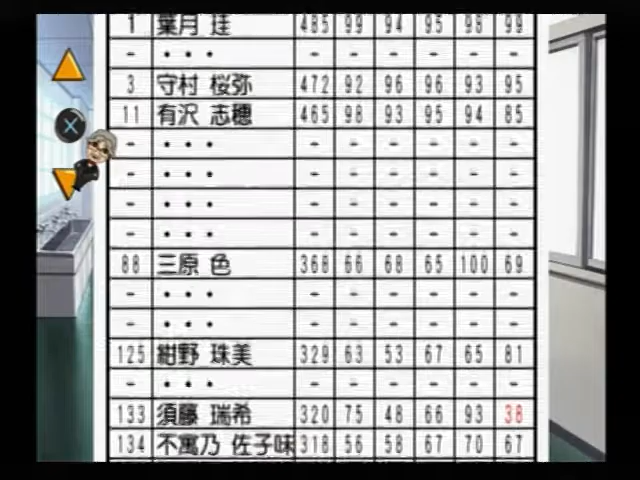 1 葉月 珪 485 99 94 95 98 99
- ・・・ - - - - - -
3 守村 桜弥 472 92 96 96 93 95
11 有沢 志穂 465 98 93 95 94 85
- ・・・ - - - - - -
- ・・・ - - - - - -
- ・・・ - - - - - -
- ・・・ - - - - - -
88 三原 色 368 66 68 65 100 69
- ・・・ - - - - - -
- ・・・ - - - - - -
125 紺野 珠美 329 63 53 67 65 81
- ・・・ - - - - - -
133 須藤 瑞希 320 75 48 66 93 38
134 不寓乃 佐子味 318 56 58 67 70 67